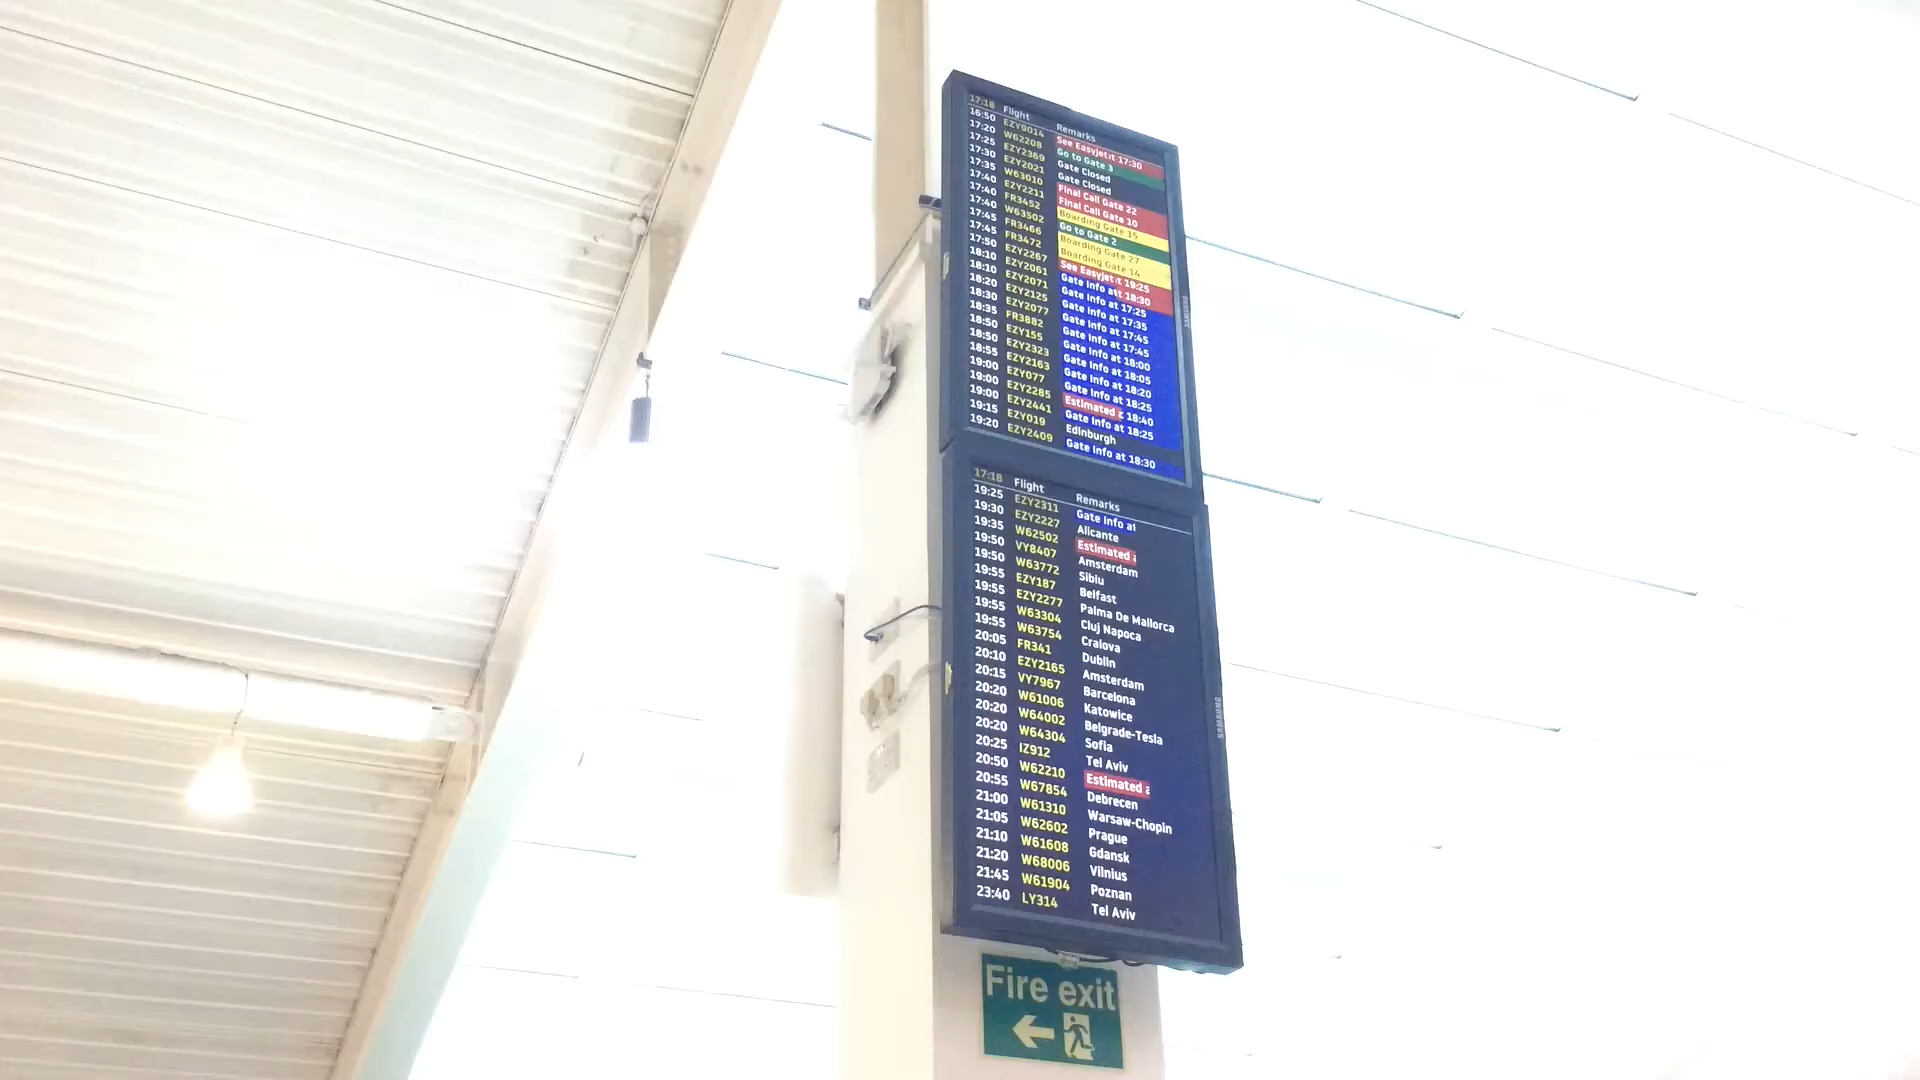 17:18 Flight Remarks
16:50 EZY9014 See Easyjet 17:30
17:20 W62208 Go to Gate 3
17:25 EZY2369 Gate Closed
17:30 EZY2021 Gate Closed
17:35 W63010 Final Call Gate 22
17:40 EZY2211 Final Call Gate 10
17:40 FR3452 Boarding Gate 15
17:40 W63502 Go to Gate 2
17:45 FR3466 Boarding Gate 27
17:45 FR3472 Boarding Gate 14
17:50 EZY2267 See Easyjet 19:25
18:10 EZY2061 Gate Info at 18:30
18:10 EZY2071 Gate Info at 17:25
18:20 EZY2125 Gate Info at 17:35
18:30 EZY2077 Gate Info at 17:45
18:35 FR3882 Gate Info at 17:45
18:50 EZY155 Gate Info at 18:00
18:50 EZY2323 Gate Info at 18:05
18:55 EZY2163 Gate Info at 18:20
19:00 EZY077 Gate Info at 18:25
19:00 EZY2285 Estimated 18:40
19:00 EZY2441 Gate Info at 18:25
19:15 EZY019 Edinburgh
19:20 EZY2409 Gate Info at 18:30
17:18 Flight Remarks
19:25 EZY2311 Gate Info at
19:30 EZY2227 Alicante
19:35 W62502 Estimated
19:50 VY8407 Amsterdam
19:50 W63772 Sibiu
19:55 EZY187 Belfast
19:55 EZY2277 Palma De Mallorca
19:55 W63304 Cluj Napoca
19:55 W63754 Craiova
20:05 FR341 Dublin
20:10 EZY2165 Amsterdam
20:15 VY7967 Barcelona
20:20 W61006 Katowice
20:20 W64002 Belgrade-Tesla
20:20 W64304 Sofia
20:25 IZ912 Tel Aviv
20:50 W62210 Estimated
20:55 W67854 Debrecen
21:00 W61310 Warsaw-Chopin
21:05 W62602 Prague
21:10 W61608 Gdansk
21:20 W68006 Vilnius
21:45 W61904 Poznan
23:40 LY314 Tel Aviv
SAMSUNG
Fire exit